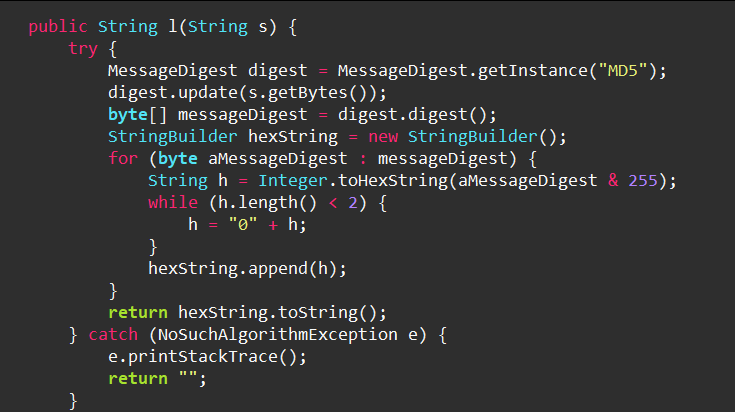 public String l(String s) {
    try {
        MessageDigest digest = MessageDigest.getInstance("MD5");
        digest.update(s.getBytes());
        byte[] messageDigest = digest.digest();
        StringBuilder hexString = new StringBuilder();
        for (byte aMessageDigest : messageDigest) {
            String h = Integer.toHexString(aMessageDigest & 255);
            while (h.length() < 2) {
                h = "0" + h;
            }
            hexString.append(h);
        }
        return hexString.toString();
    } catch (NoSuchAlgorithmException e) {
        e.printStackTrace();
        return "";
    }